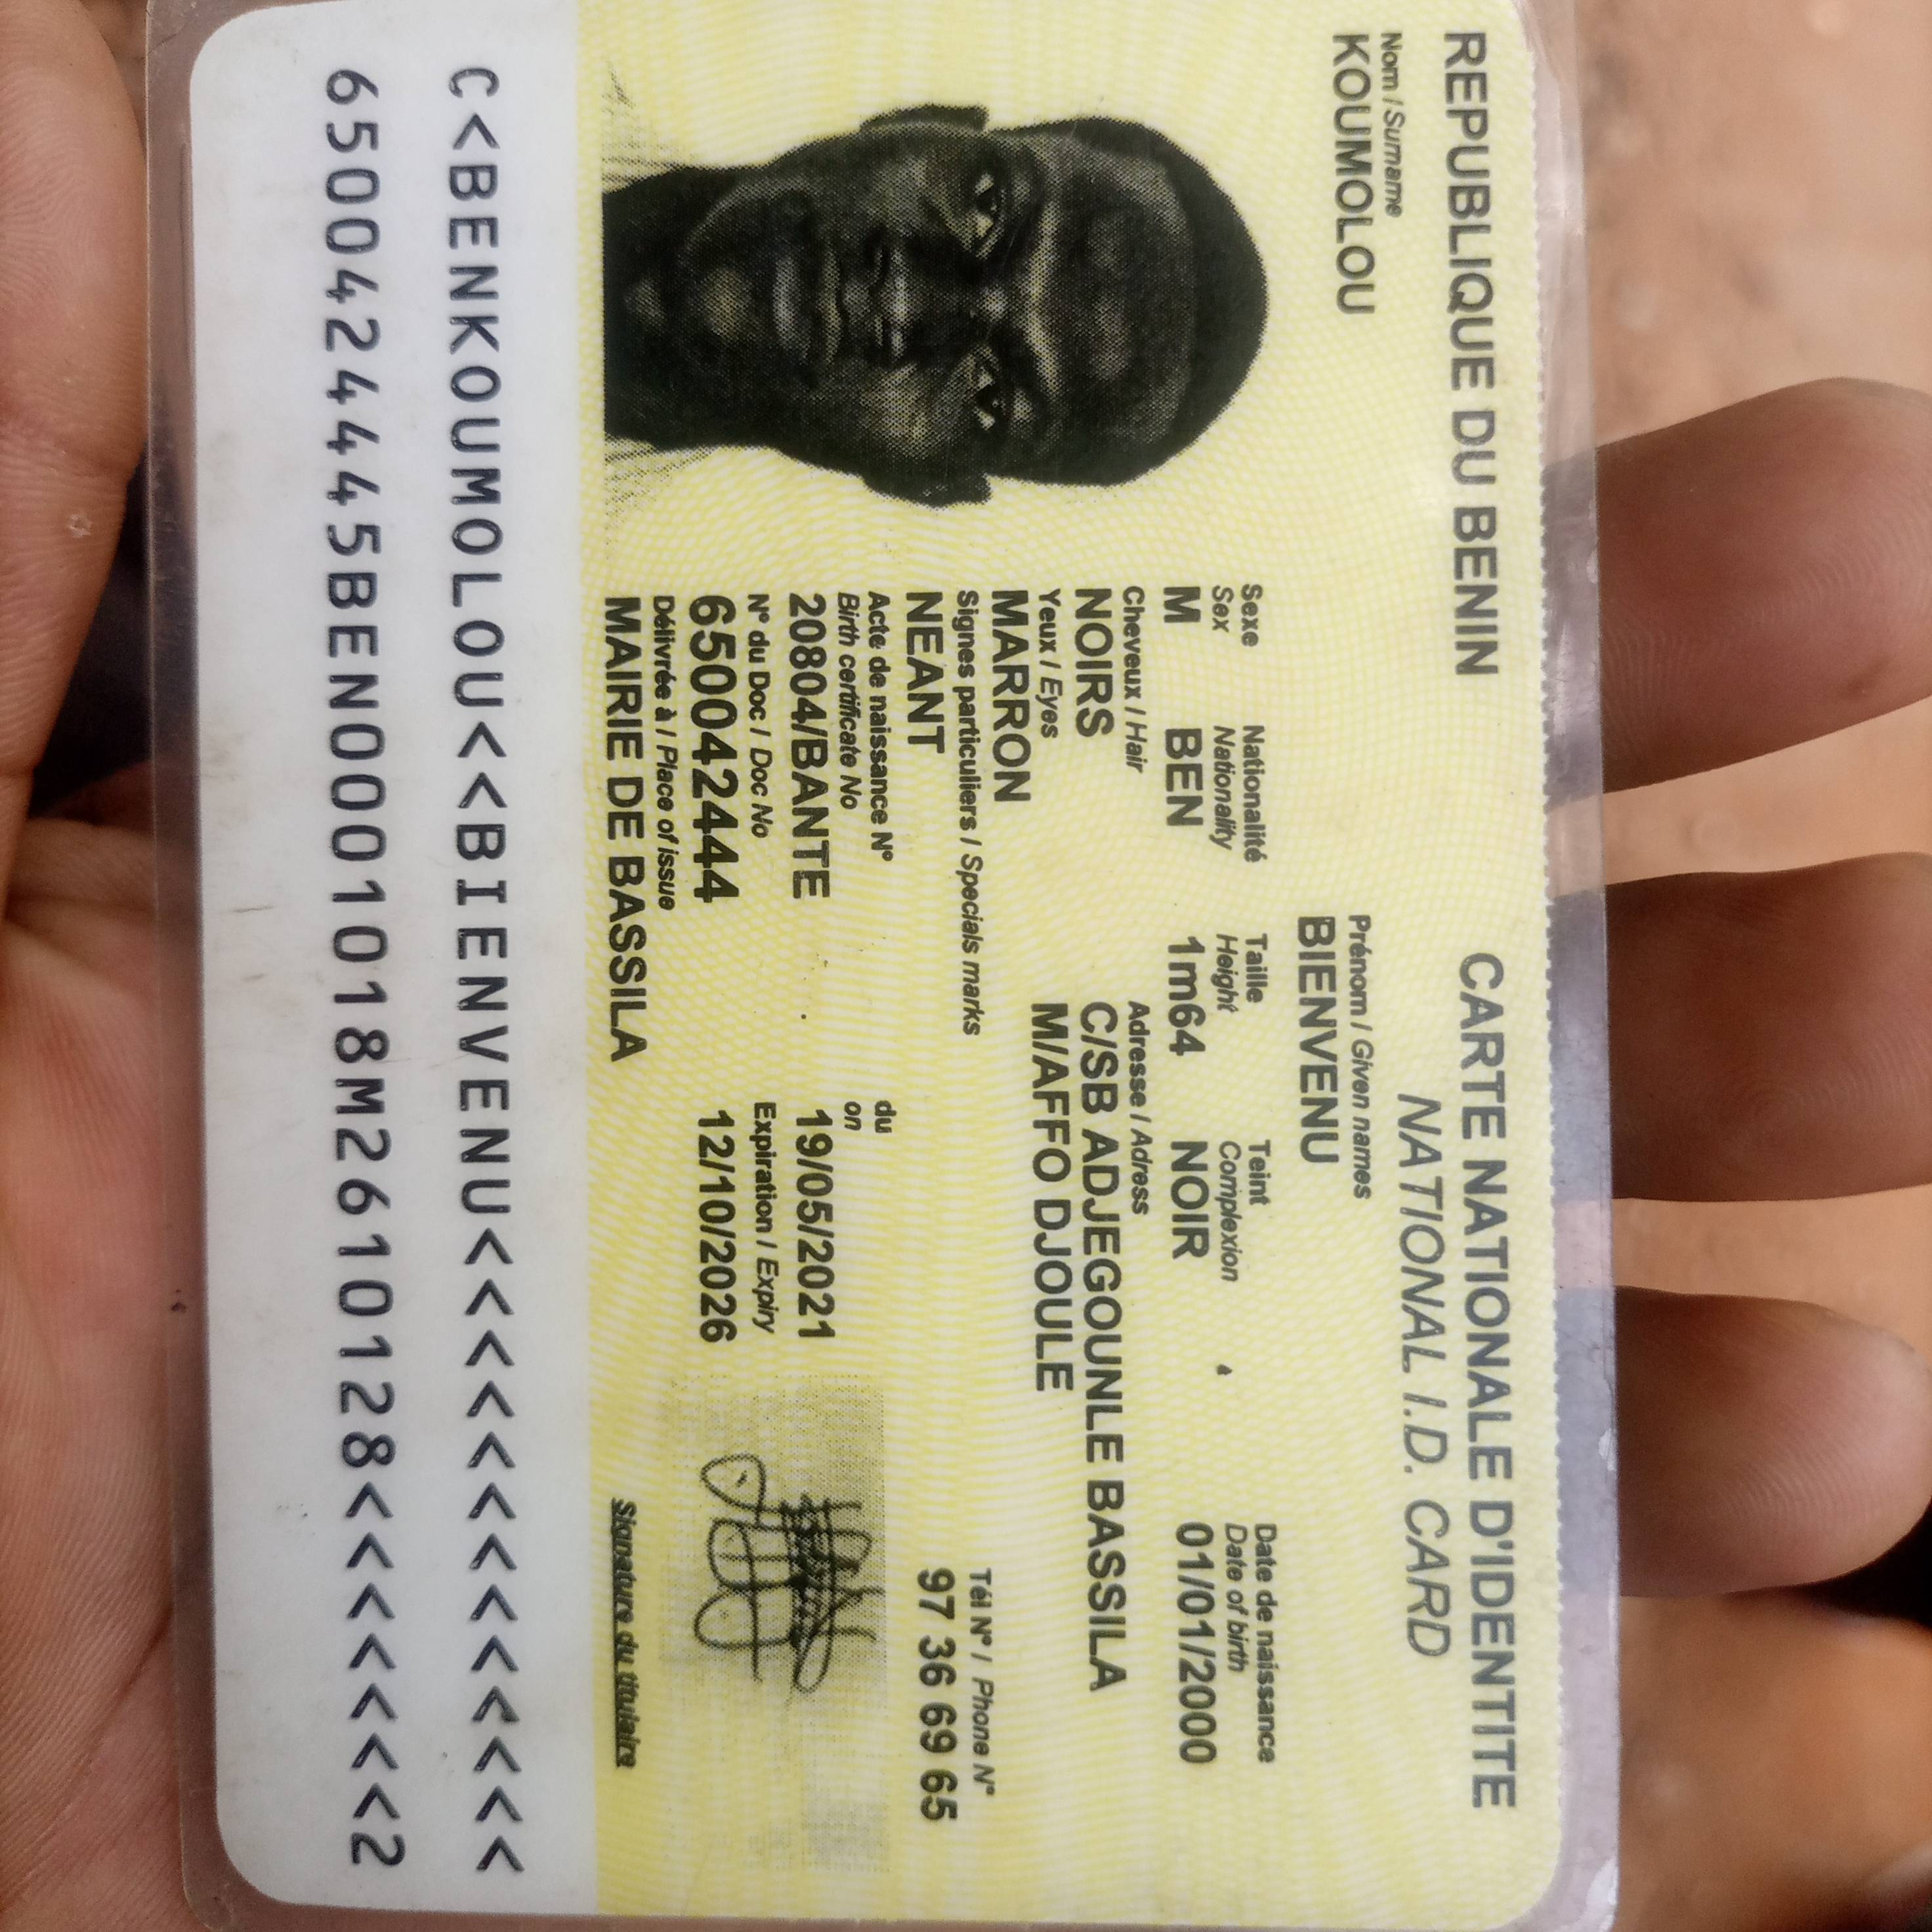 REPUBLIQUE DU BENIN
CARTE NATIONALE D'IDENTITE
NATIONAL I.D. CARD
Nom / Surname
KOUMOLOU
Prénom / Given names
BIENVENU
Sexe Nationalité Taille Teint Date de naissance
Sex Nationality Height Complexion Date of birth
M BEN 1m64 NOIR 01/01/2000
Cheveux / Hair Adresse / Adress
NOIRS C/SB ADJEGOUNLE BASSILA
Yeux / Eyes M/AFFO DJOULE
MARRON
Signes particuliers / Specials marks Tél N° / Phone N°
NEANT 97 36 69 65
Acte de naissance N° du
Birth certificate No on
20804/BANTE 19/05/2021
N° du Doc / Doc No Expiration / Expiry
650042444 12/10/2026
Délivrée à / Place of issue
MAIRIE DE BASSILA
Signature du titulaire
C<BENKOUMOLOU<<BIENVENU<<<<<<<<<<<<<
6500424445BEN0001018M2610128<<<<<<<2